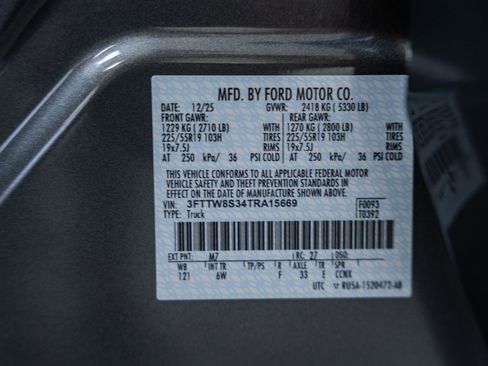 MFD. BY FORD MOTOR CO.
DATE: 12/25 GVWR: 2418 KG ( 5330 LB)
FRONT GAWR: REAR GAWR:
1229 KG ( 2710 LB) WITH 1270 KG ( 2800 LB) WITH
225/55R19 103H TIRES 225/55R19 103H TIRES
19x7.5J RIMS 19x7.5J RIMS
AT 250 kPa/ 36 PSI COLD AT 250 kPa/ 36 PSI COLD
THIS VEHICLE CONFORMS TO ALL APPLICABLE FEDERAL MOTOR
VEHICLE SAFETY AND THEFT PREVENTION STANDARDS IN
EFFECT ON THE DATE OF MANUFACTURE SHOWN ABOVE.
VIN: 3FTTW8S34TRA15669 F0093
TYPE: Truck T0392
EXT PNT: M7 RC: 27 DSO:
WB INT TR TP/PS R AXLE TR SPR
121 6W F 33 E CCNX
UTC RU5A-1520472-AB